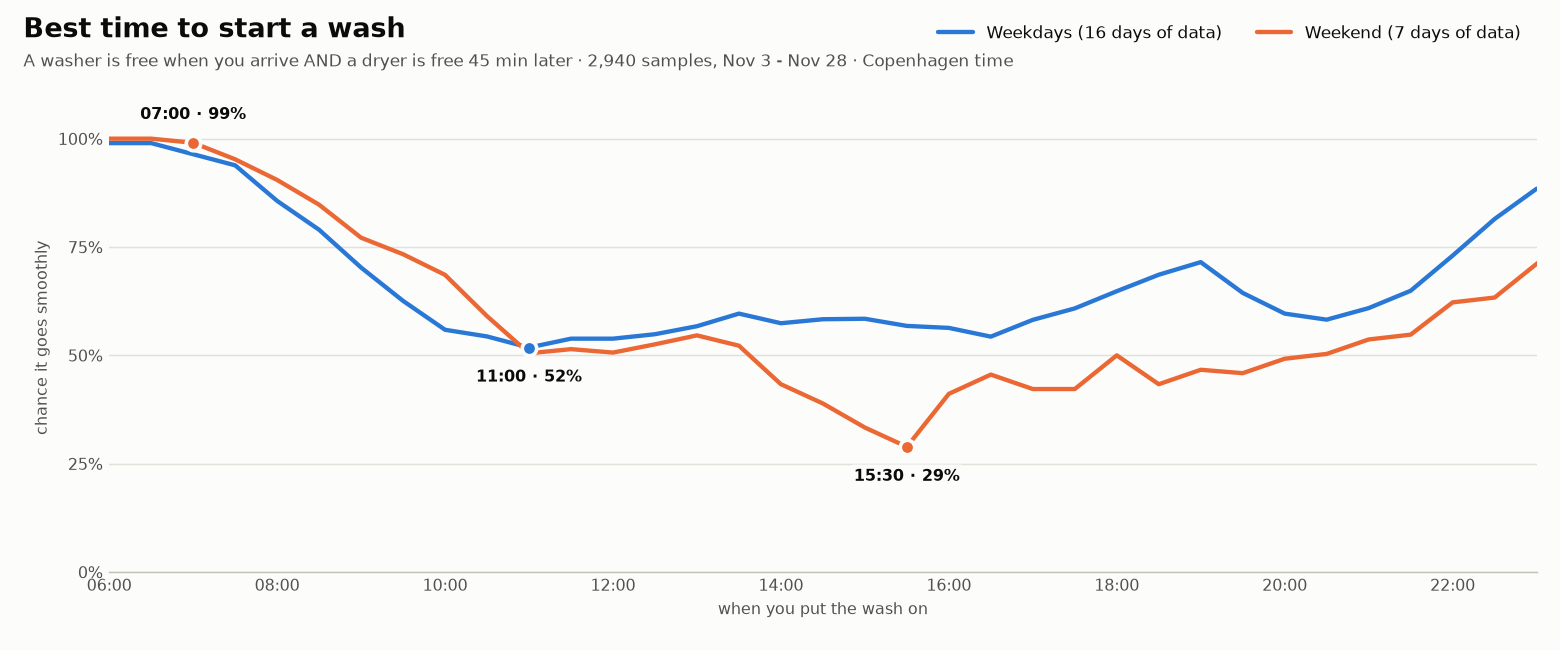 Best time to start a wash
Weekdays (16 days of data)
Weekend (7 days of data)
A washer is free when you arrive AND a dryer is free 45 min later · 2,940 samples, Nov 3 - Nov 28 · Copenhagen time
07:00 · 99%
100%
75%
50%
25%
0%
chance it goes smoothly
11:00 · 52%
15:30 · 29%
06:00 08:00 10:00 12:00 14:00 16:00 18:00 20:00 22:00
when you put the wash on